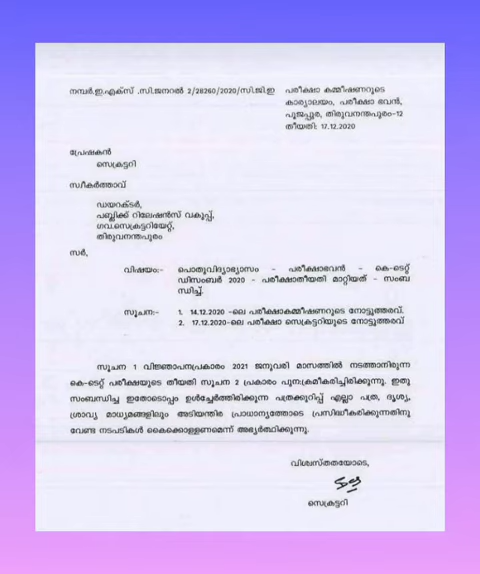 നമ്പർ.ഇ.എക്സ് .സി.ജനറൽ 2/28260/2020/സി.ജി.ഇ
പരീക്ഷാ കമ്മീഷണറുടെ
കാര്യാലയം, പരീക്ഷാ ഭവൻ,
പൂജപ്പുര, തിരുവനന്തപുരം-12
തീയതി: 17.12.2020
പ്രേഷകൻ
സെക്രട്ടറി
സ്വീകർത്താവ്
ഡയറക്ടർ,
പബ്ലിക്ക് റിലേഷൻസ് വകുപ്പ്,
ഗവ.സെക്രട്ടറിയേറ്റ്,
തിരുവനന്തപുരം
സർ,
വിഷയം:- പൊതുവിദ്യാഭ്യാസം - പരീക്ഷാഭവൻ - കെ-ടെറ്റ്
ഡിസംബർ 2020 - പരീക്ഷാതീയതി മാറ്റിയത് - സംബ
ന്ധിച്ച്.
സൂചന:- 1. 14.12.2020 -ലെ പരീക്ഷാകമ്മീഷണറുടെ നോട്ടുത്തരവ്.
2. 17.12.2020-ലെ പരീക്ഷാ സെക്രട്ടറിയുടെ നോട്ടുത്തരവ്
സൂചന 1 വിജ്ഞാപനപ്രകാരം 2021 ജനുവരി മാസത്തിൽ നടത്താനിരുന്ന
കെ-ടെറ്റ് പരീക്ഷയുടെ തീയതി സൂചന 2 പ്രകാരം പുനഃക്രമീകരിച്ചിരിക്കുന്നു. ഇതു
സംബന്ധിച്ച ഇതോടൊപ്പം ഉൾച്ചേർത്തിരിക്കുന്ന പത്രക്കുറിപ്പ് എല്ലാ പത്ര, ദൃശ്യ,
ശ്രാവ്യ മാധ്യമങ്ങളിലും അടിയന്തിര പ്രാധാന്യത്തോടെ പ്രസിദ്ധീകരിക്കുന്നതിനു
വേണ്ട നടപടികൾ കൈക്കൊള്ളണമെന്ന് അഭ്യർത്ഥിക്കുന്നു.
വിശ്വസ്തതയോടെ,
സെക്രട്ടറി